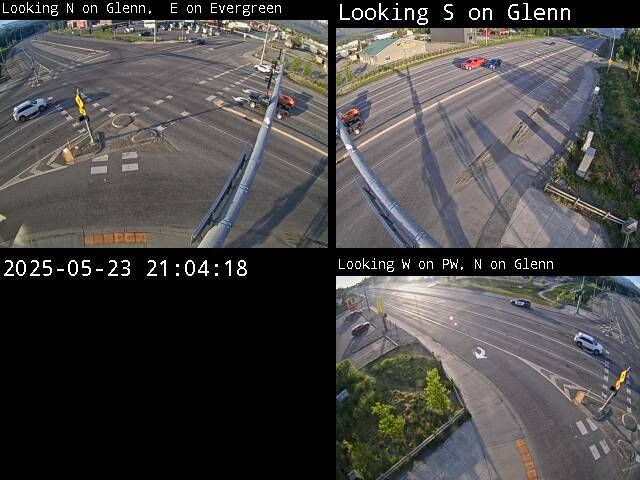 Looking N on Glenn,  E on Evergreen
Looking S on Glenn
2025-05-23 21:04:18
Looking W on PW, N on Glenn